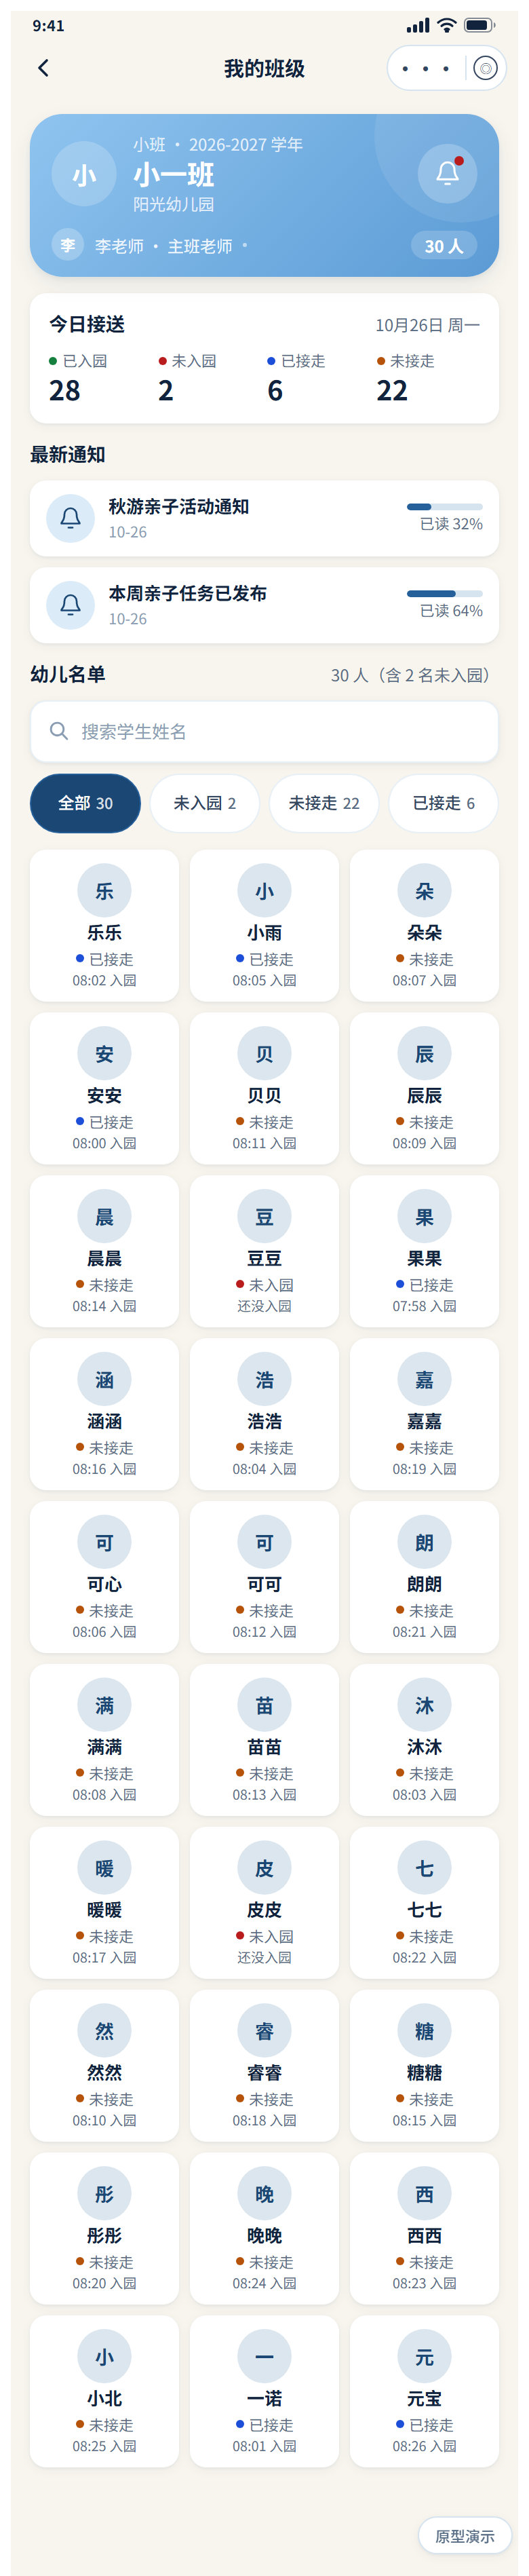 9:41
我的班级
小
小班 · 2026-2027 学年
小一班
阳光幼儿园
李 李老师 · 主班老师 30 人
今日接送 10月26日 周一
已入园 未入园 已接走 未接走
28 2 6 22
最新通知
秋游亲子活动通知
10-26
已读 32%
本周亲子任务已发布
10-26
已读 64%
幼儿名单 30 人（含 2 名未入园）
搜索学生姓名
全部 30 未入园 2 未接走 22 已接走 6
乐 小 朵
乐乐 小雨 朵朵
已接走 已接走 未接走
08:02 入园 08:05 入园 08:07 入园
安 贝 辰
安安 贝贝 辰辰
已接走 未接走 未接走
08:00 入园 08:11 入园 08:09 入园
晨 豆 果
晨晨 豆豆 果果
未接走 未入园 已接走
08:14 入园 还没入园 07:58 入园
涵 浩 嘉
涵涵 浩浩 嘉嘉
未接走 未接走 未接走
08:16 入园 08:04 入园 08:19 入园
可 可 朗
可心 可可 朗朗
未接走 未接走 未接走
08:06 入园 08:12 入园 08:21 入园
满 苗 沐
满满 苗苗 沐沐
未接走 未接走 未接走
08:08 入园 08:13 入园 08:03 入园
暖 皮 七
暖暖 皮皮 七七
未接走 未入园 未接走
08:17 入园 还没入园 08:22 入园
然 睿 糖
然然 睿睿 糖糖
未接走 未接走 未接走
08:10 入园 08:18 入园 08:15 入园
彤 晚 西
彤彤 晚晚 西西
未接走 未接走 未接走
08:20 入园 08:24 入园 08:23 入园
小 一 元
小北 一诺 元宝
未接走 已接走 已接走
08:25 入园 08:01 入园 08:26 入园
原型演示